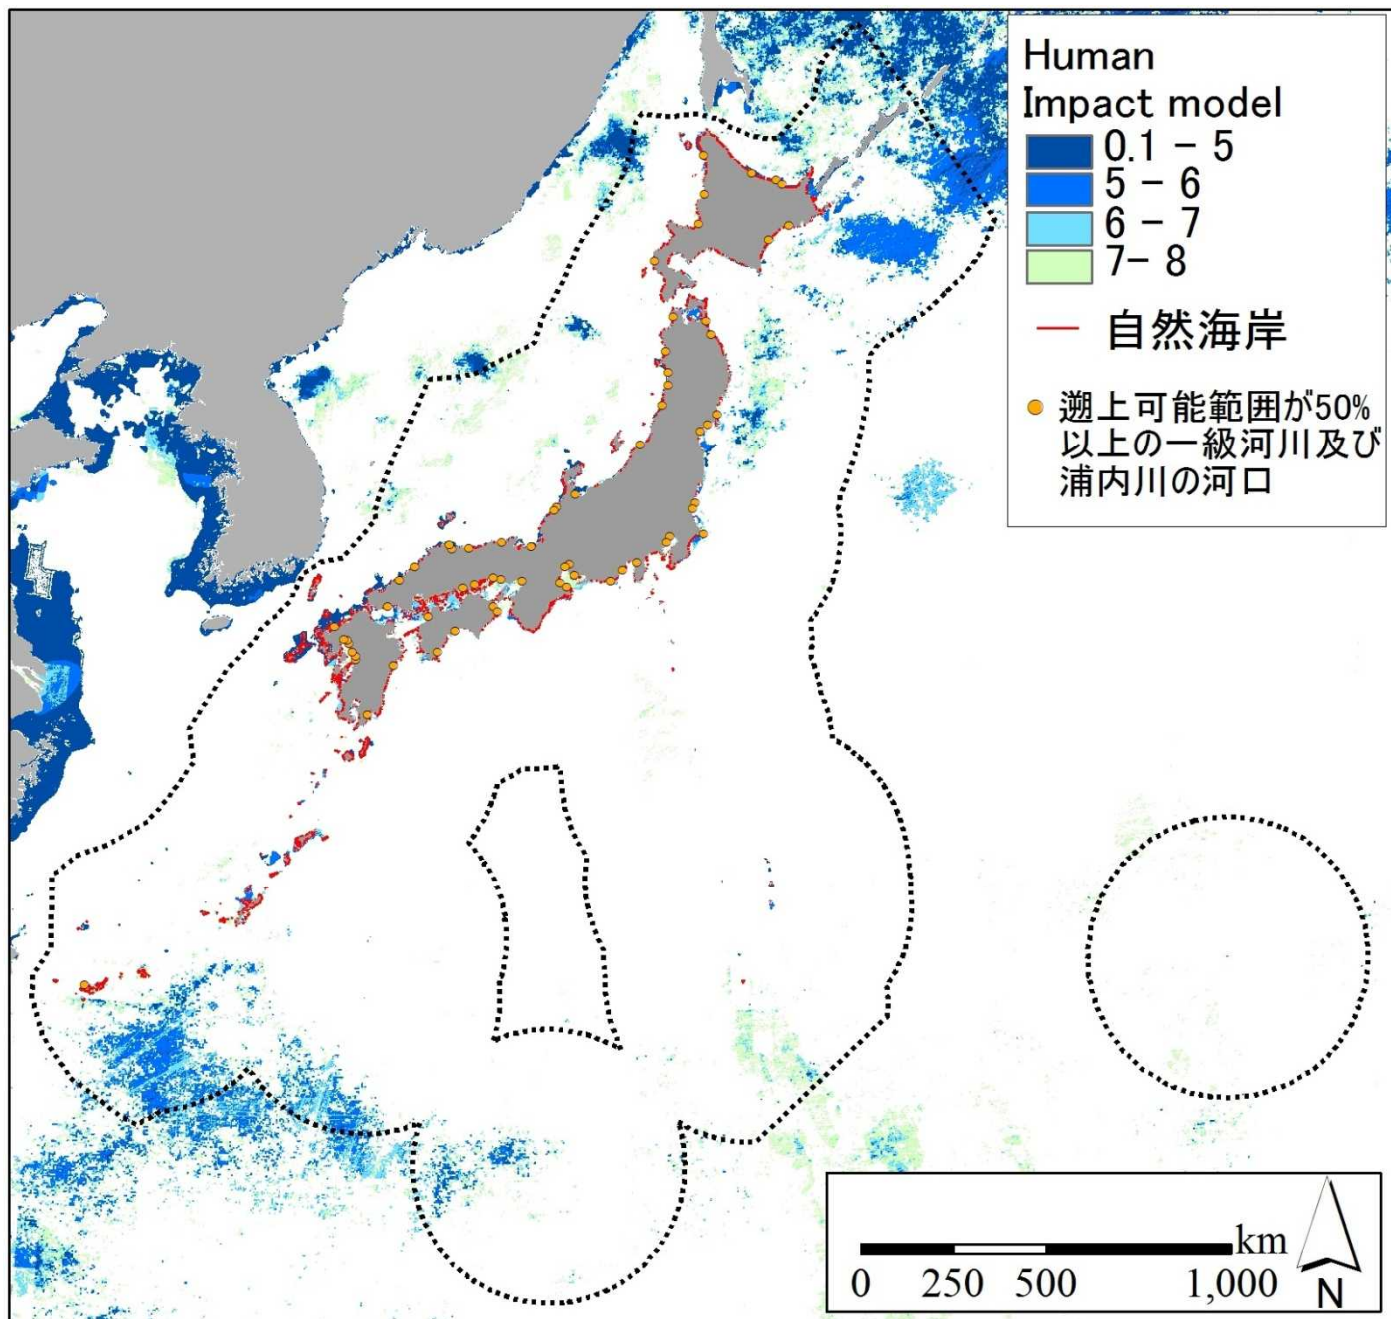 Human
Impact model
0.1 - 5
5 - 6
6 - 7
7- 8
自然海岸
遡上可能範囲が50%
以上の一級河川及び
浦内川の河口
km
0 250 500 1,000
N